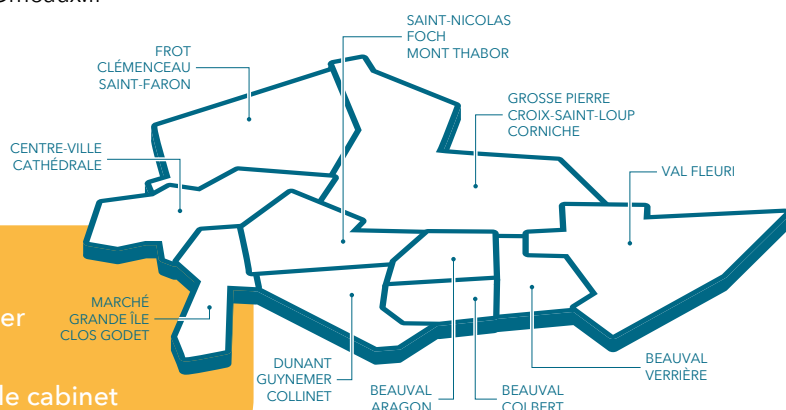 SAINT-NICOLAS
FOCH
MONT THABOR
FROT
CLÉMENCEAU
SAINT-FARON
GROSSE PIERRE
CROIX-SAINT-LOUP
CORNICHE
CENTRE-VILLE
CATHÉDRALE
VAL FLEURI
MARCHÉ
GRANDE ÎLE
CLOS GODET
er
DUNANT
GUYNEMER
COLLINET
BEAUVAL
VERRIÈRE
BEAUVAL
ARAGON
BEAUVAL
COLBERT
le cabinet